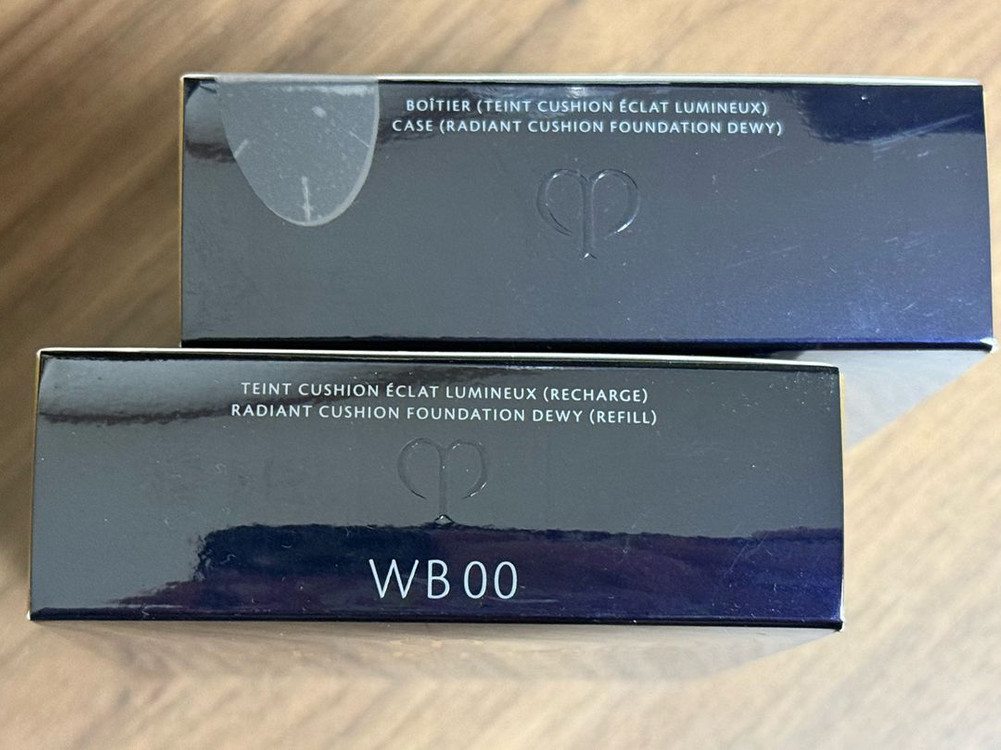 BOÎTIER (TEINT CUSHION ÉCLAT LUMINEUX)
CASE (RADIANT CUSHION FOUNDATION DEWY)
TEINT CUSHION ÉCLAT LUMINEUX (RECHARGE)
RADIANT CUSHION FOUNDATION DEWY (REFILL)
WB 00